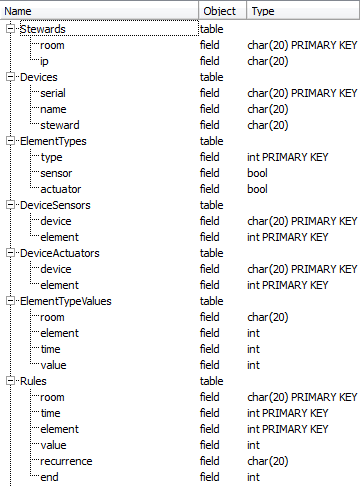 Name Object Type
Stewards table
room field char(20) PRIMARY KEY
ip field char(20)
Devices table
serial field char(20) PRIMARY KEY
name field char(20)
steward field char(20)
ElementTypes table
type field int PRIMARY KEY
sensor field bool
actuator field bool
DeviceSensors table
device field char(20) PRIMARY KEY
element field int PRIMARY KEY
DeviceActuators table
device field char(20) PRIMARY KEY
element field int PRIMARY KEY
ElementTypeValues table
room field char(20)
element field int
time field int
value field int
Rules table
room field char(20) PRIMARY KEY
time field int PRIMARY KEY
element field int PRIMARY KEY
value field int
recurrence field char(20)
end field int